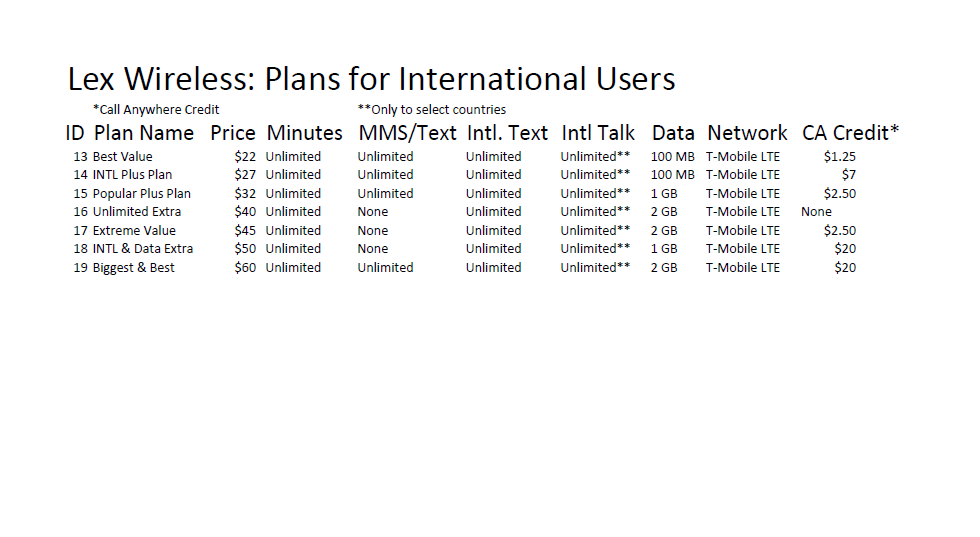 Lex Wireless: Plans for International Users
*Call Anywhere Credit **Only to select countries
ID Plan Name Price Minutes MMS/Text Intl. Text Intl Talk Data Network CA Credit*
13 Best Value $22 Unlimited Unlimited Unlimited Unlimited** 100 MB T-Mobile LTE $1.25
14 INTL Plus Plan $27 Unlimited Unlimited Unlimited Unlimited** 100 MB T-Mobile LTE $7
15 Popular Plus Plan $32 Unlimited Unlimited Unlimited Unlimited** 1 GB T-Mobile LTE $2.50
16 Unlimited Extra $40 Unlimited None Unlimited Unlimited** 2 GB T-Mobile LTE None
17 Extreme Value $45 Unlimited None Unlimited Unlimited** 2 GB T-Mobile LTE $2.50
18 INTL & Data Extra $50 Unlimited None Unlimited Unlimited** 1 GB T-Mobile LTE $20
19 Biggest & Best $60 Unlimited Unlimited Unlimited Unlimited** 2 GB T-Mobile LTE $20